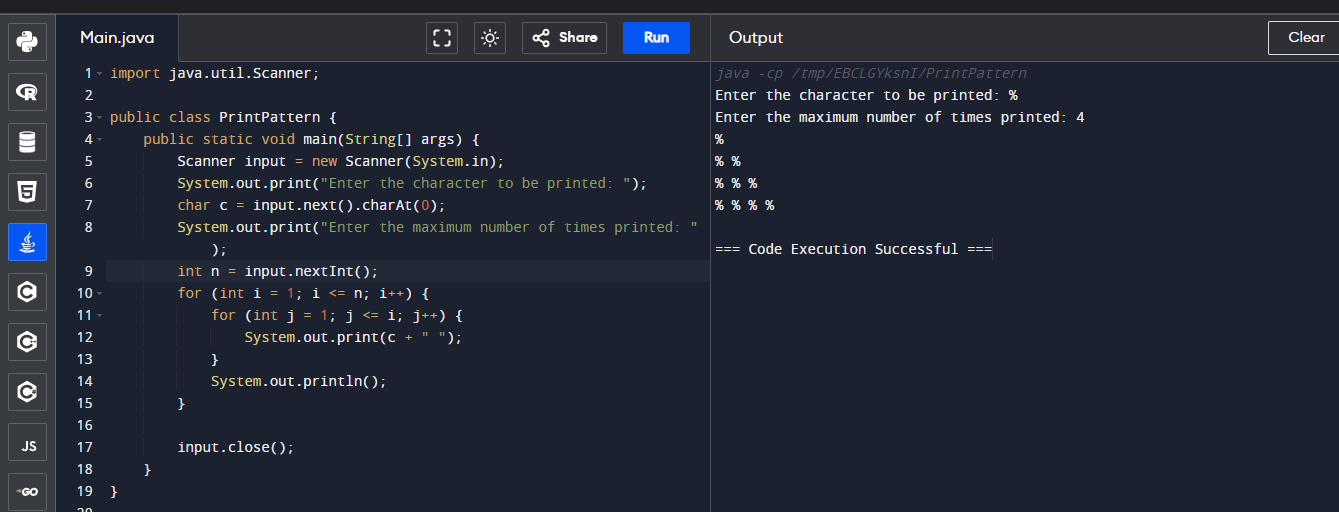 Main.java
Share
Run
Output
Clear
1 import java.util.Scanner;
2
3 public class PrintPattern {
4     public static void main(String[] args) {
5         Scanner input = new Scanner(System.in);
6         System.out.print("Enter the character to be printed: ");
7         char c = input.next().charAt(0);
8         System.out.print("Enter the maximum number of times printed: "
            );
9         int n = input.nextInt();
10         for (int i = 1; i <= n; i++) {
11             for (int j = 1; j <= i; j++) {
12                 System.out.print(c + " ");
13             }
14             System.out.println();
15         }
16
17         input.close();
18     }
19 }
20
java -cp /tmp/EBCLGYksnI/PrintPattern
Enter the character to be printed: %
Enter the maximum number of times printed: 4
%
% %
% % %
% % % %
=== Code Execution Successful ===
R
5
C
C
C
JS
GO